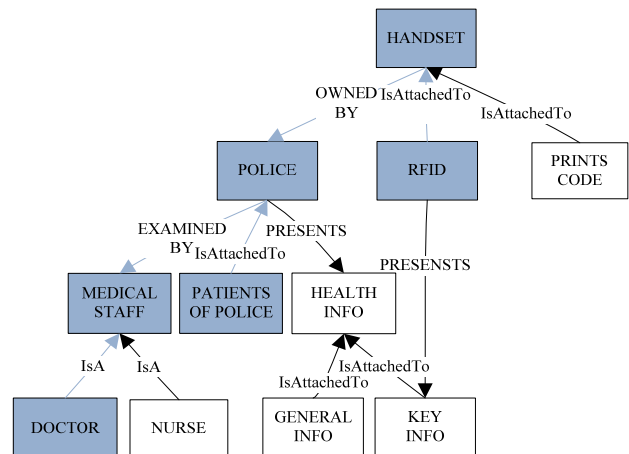 HANDSET
OWNED
BY
IsAttachedTo
IsAttachedTo
POLICE
RFID
PRINTS
CODE
EXAMINED
BY
IsAttachedTo
PRESENTS
PRESENSTS
MEDICAL
STAFF
PATIENTS
OF POLICE
HEALTH
INFO
IsA
IsA
IsAttachedTo
IsAttachedTo
DOCTOR
NURSE
GENERAL
INFO
KEY
INFO